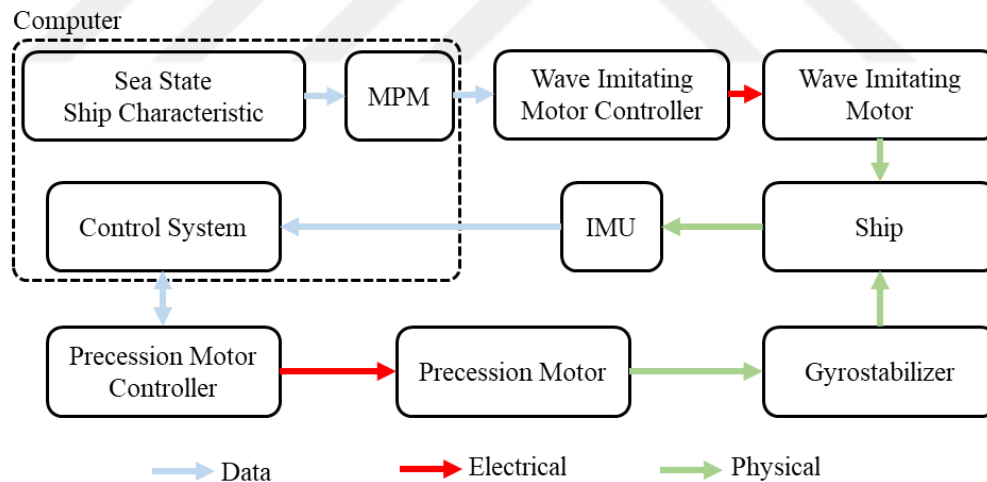 Computer
Sea State
Ship Characteristic
MPM
Wave Imitating
Motor Controller
Wave Imitating
Motor
Control System
IMU
Ship
Precession Motor
Controller
Precession Motor
Gyrostabilizer
Data
Electrical
Physical